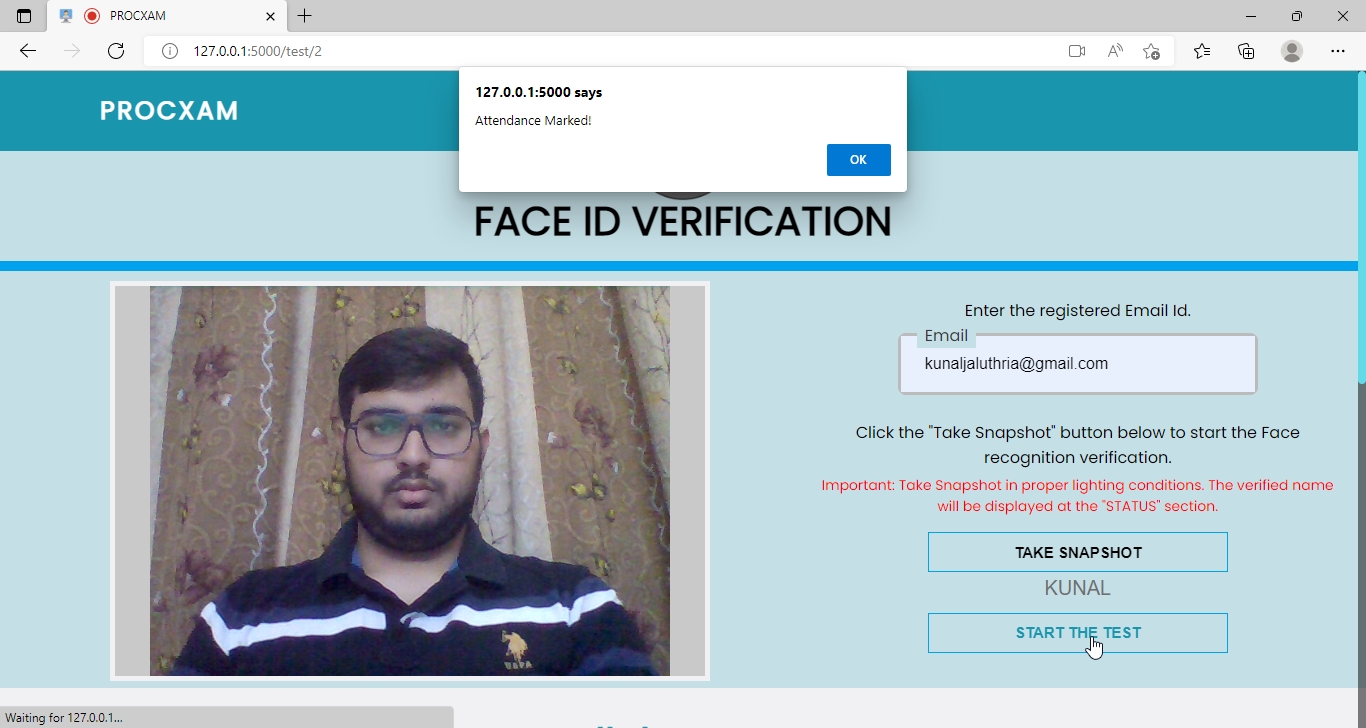 PROCXAM
127.0.0.1:5000/test/2
PROCXAM
127.0.0.1:5000 says
Attendance Marked!
OK
FACE ID VERIFICATION
Enter the registered Email Id.
Email
kunaljaluthria@gmail.com
Click the "Take Snapshot" button below to start the Face
recognition verification.
Important: Take Snapshot in proper lighting conditions. The verified name
will be displayed at the "STATUS" section.
TAKE SNAPSHOT
KUNAL
START THE TEST
USPA
Waiting for 127.0.0.1...